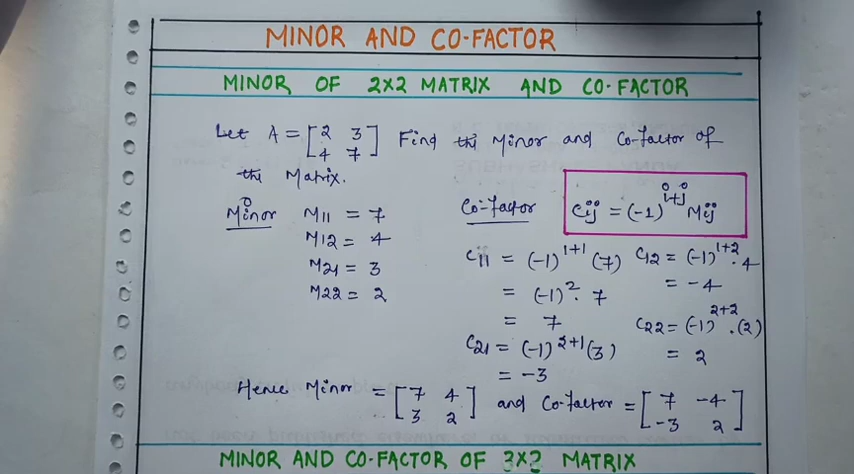 MINOR AND CO-FACTOR
MINOR OF 2X2 MATRIX AND CO-FACTOR
Let A = [2 3
4 7] Find the Minor and Co-factor of
the Matrix.
Minor
M11 = 7
M12 = 4
M21 = 3
M22 = 2
Co-factor
Cij = (-1)^i+j Mij
C11 = (-1)^1+1 (7)
= (-1)^2 . 7
= 7
C21 = (-1)^2+1 (3)
= -3
C12 = (-1)^1+2 . 4
= -4
C22 = (-1)^2+2 . (2)
= 2
Hence Minor = [7 4
3 2] and Co-factor = [7 -4
-3 2]
MINOR AND CO-FACTOR OF 3X3 MATRIX